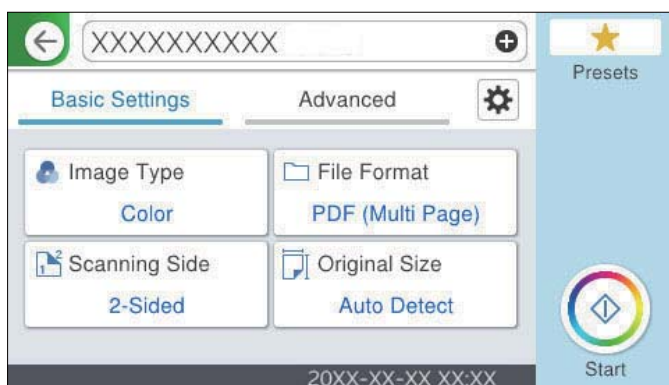 XXXXXXXXXX
Presets
Basic Settings
Advanced
Image Type
Color
File Format
PDF (Multi Page)
Scanning Side
2-Sided
Original Size
Auto Detect
20XX-XX-XX XX:XX
Start